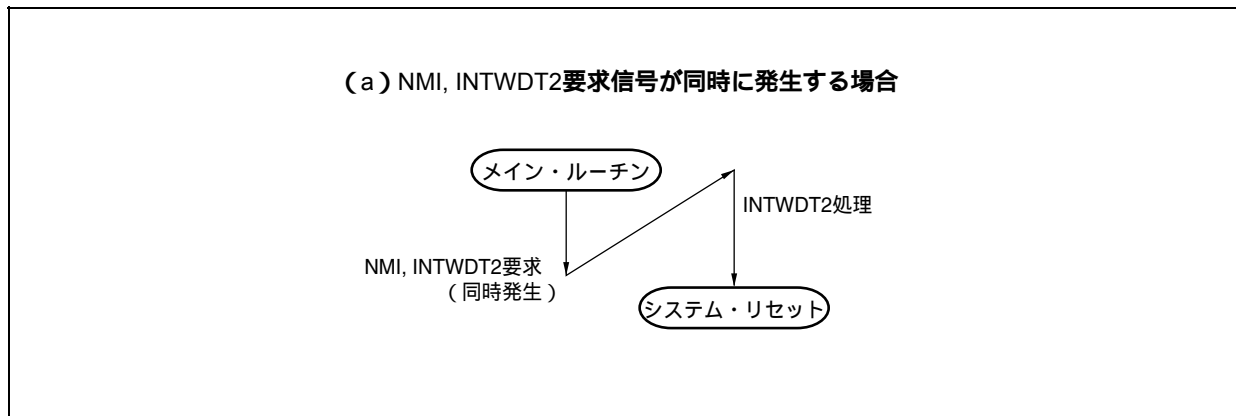 (a)NMI, INTWDT2要求信号が同時に発生する場合
メイン・ルーチン
INTWDT2処理
NMI, INTWDT2要求
(同時発生)
システム・リセット